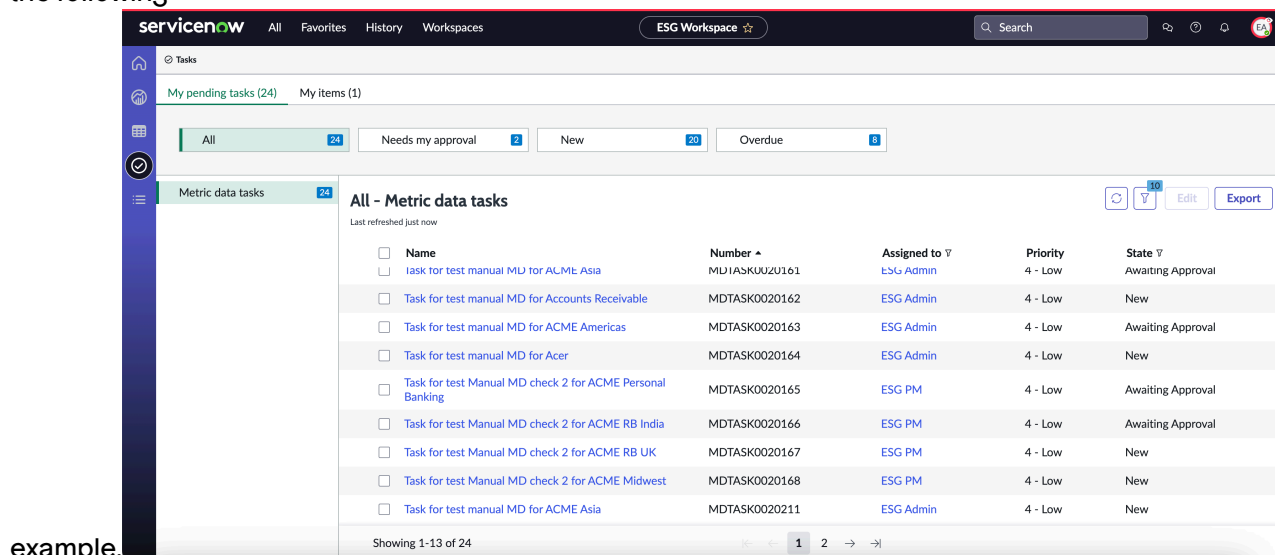 the following
servicenow All Favorites History Workspaces ESG Workspace Search EA
Tasks
My pending tasks (24) My items (1)
All 24 Needs my approval 2 New 20 Overdue 8
Metric data tasks 24
All - Metric data tasks 10 Edit Export
Last refreshed just now
Name Number Assigned to Priority State
Task for test manual MD for ACME Asia MDTASK0020161 ESG Admin 4 - Low Awaiting Approval
Task for test manual MD for Accounts Receivable MDTASK0020162 ESG Admin 4 - Low New
Task for test manual MD for ACME Americas MDTASK0020163 ESG Admin 4 - Low Awaiting Approval
Task for test manual MD for Acer MDTASK0020164 ESG Admin 4 - Low New
Task for test Manual MD check 2 for ACME Personal
Banking MDTASK0020165 ESG PM 4 - Low Awaiting Approval
Task for test Manual MD check 2 for ACME RB India MDTASK0020166 ESG PM 4 - Low Awaiting Approval
Task for test Manual MD check 2 for ACME RB UK MDTASK0020167 ESG PM 4 - Low New
Task for test Manual MD check 2 for ACME Midwest MDTASK0020168 ESG PM 4 - Low New
Task for test manual MD for ACME Asia MDTASK0020211 ESG Admin 4 - Low New
Showing 1-13 of 24 1 2
example.